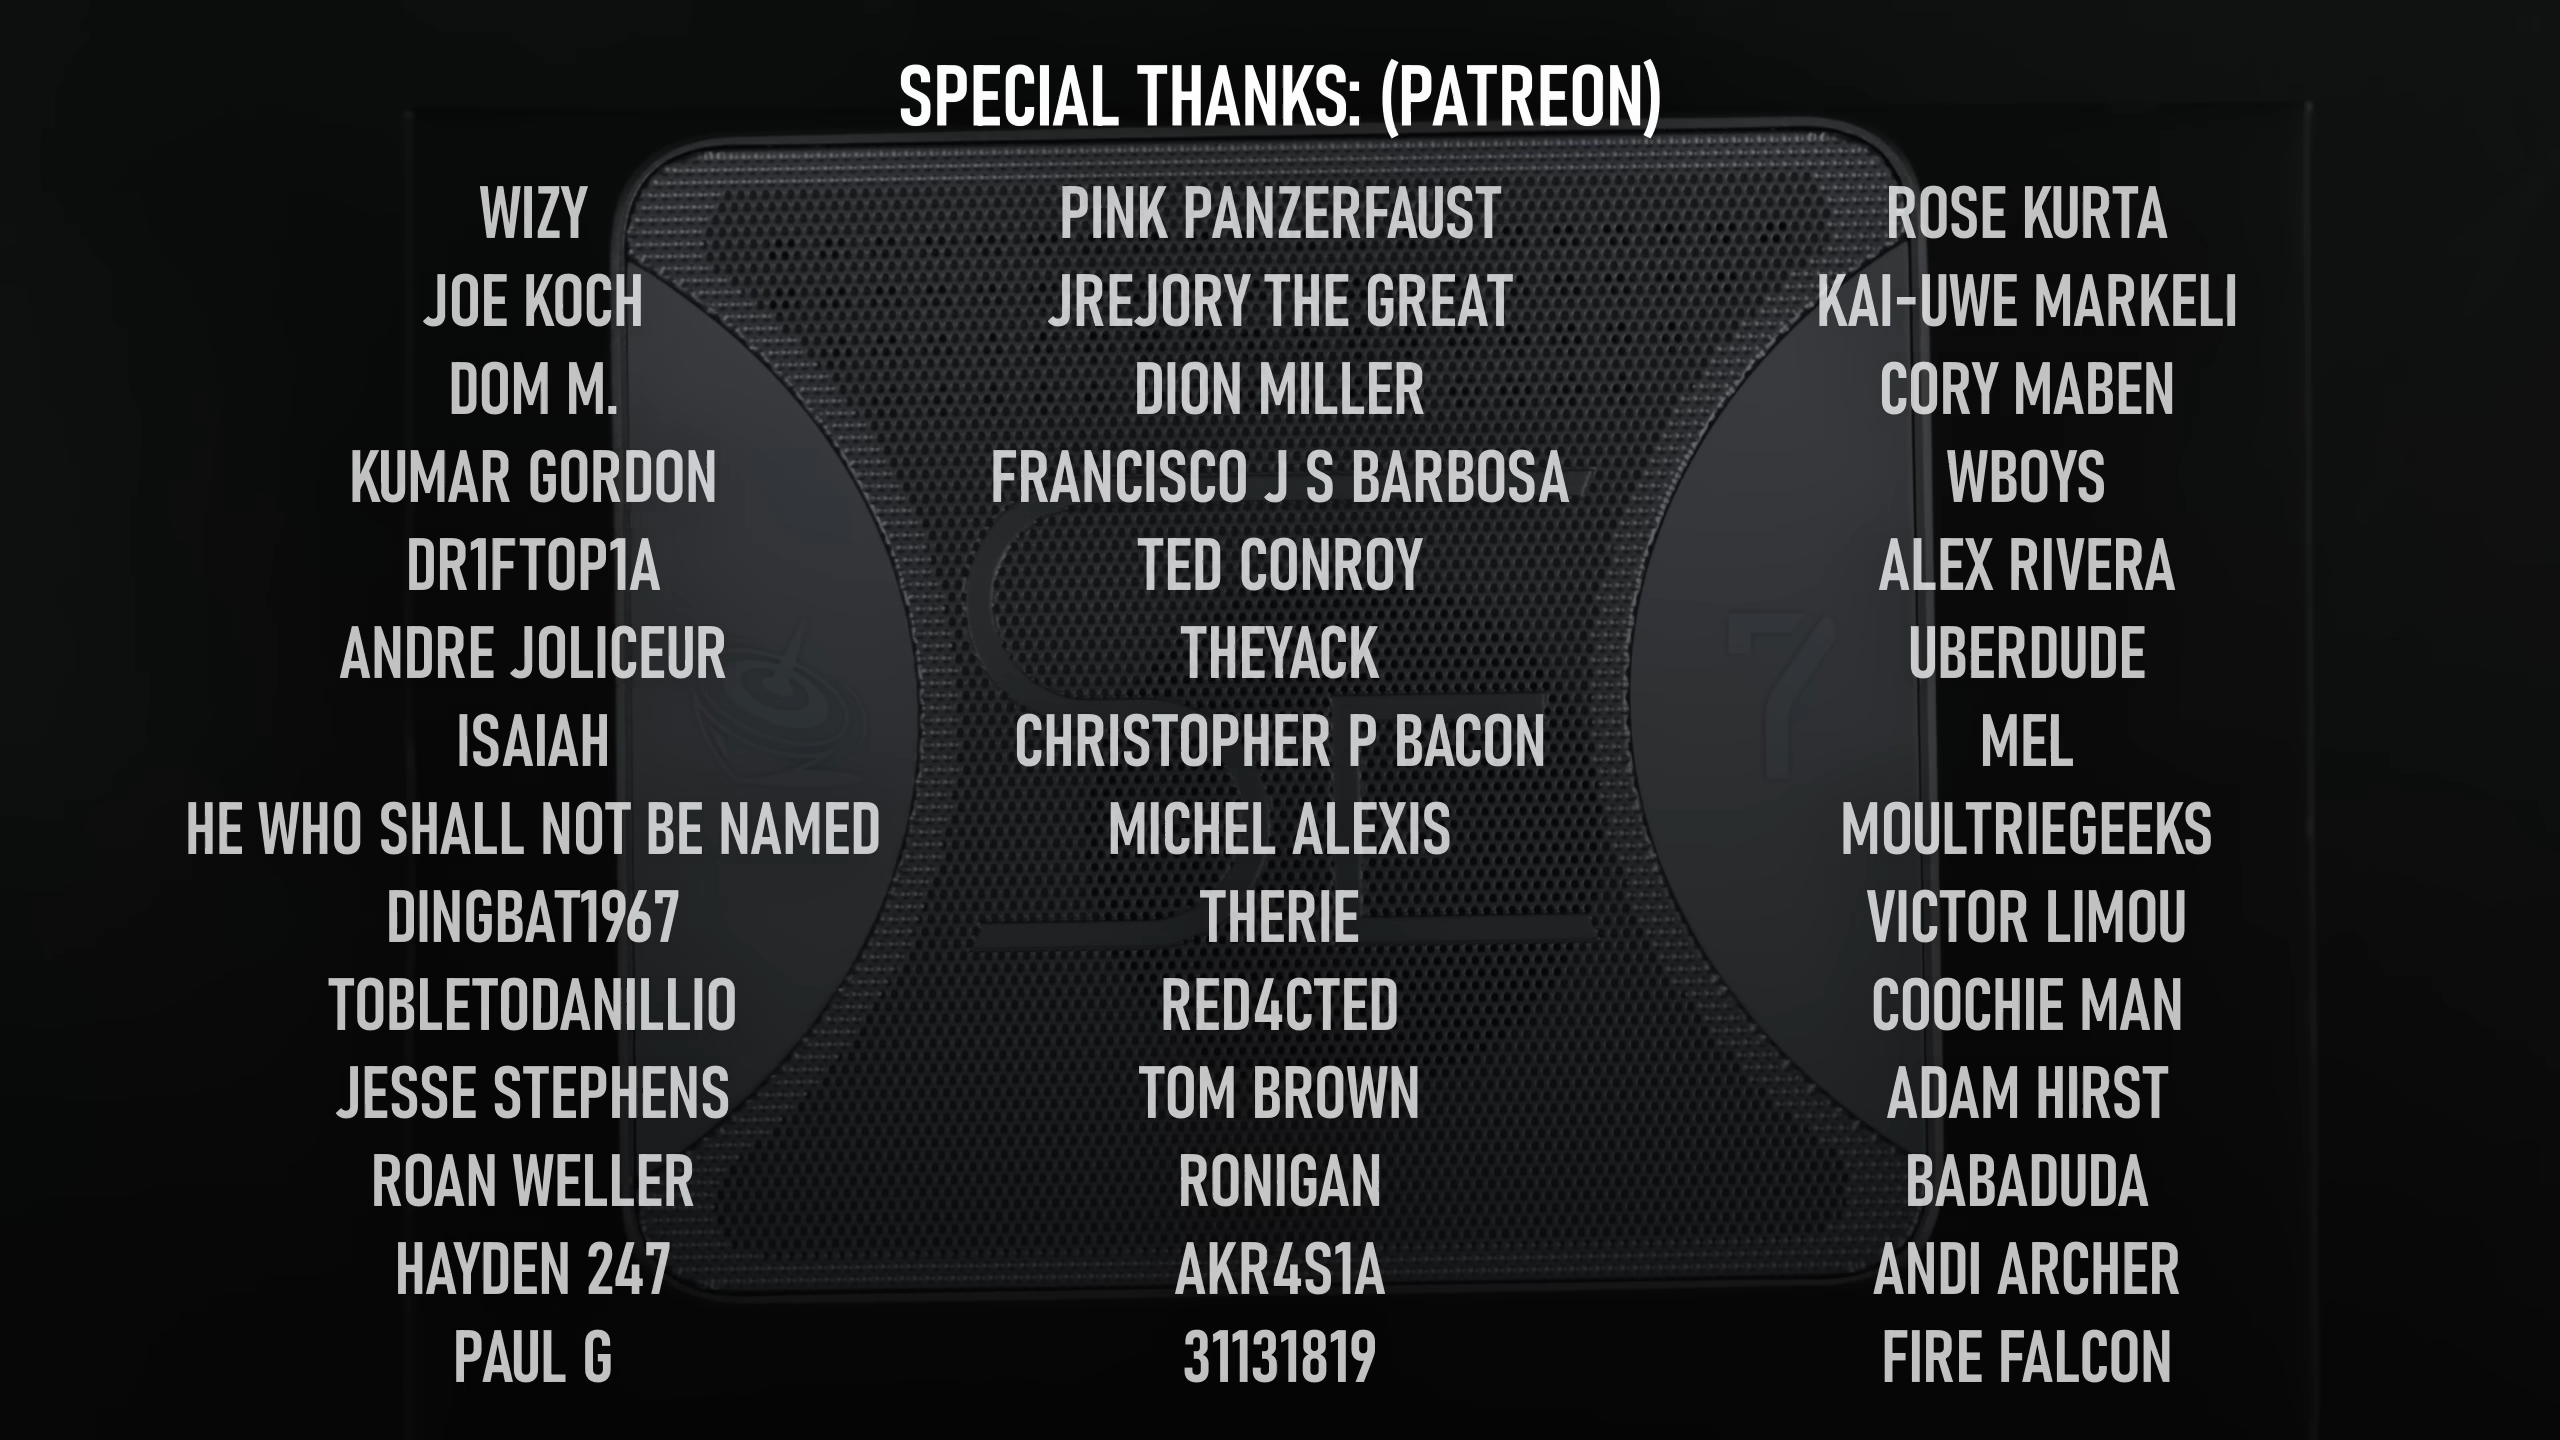 SPECIAL THANKS: (PATREON)
WIZY
JOE KOCH
DOM M.
KUMAR GORDON
DR1FTOP1A
ANDRE JOLICEUR
ISAIAH
HE WHO SHALL NOT BE NAMED
DINGBAT1967
TOBLETODANILLIO
JESSE STEPHENS
ROAN WELLER
HAYDEN 247
PAUL G
PINK PANZERFAUST
JREJORY THE GREAT
DION MILLER
FRANCISCO J S BARBOSA
TED CONROY
THEYACK
CHRISTOPHER P BACON
MICHEL ALEXIS
THERIE
RED4CTED
TOM BROWN
RONIGAN
AKR4S1A
31131819
ROSE KURTA
KAI-UWE MARKELI
CORY MABEN
WBOYS
ALEX RIVERA
UBERDUDE
MEL
MOULTRIEGEEKS
VICTOR LIMOU
COOCHIE MAN
ADAM HIRST
BABADUDA
ANDI ARCHER
FIRE FALCON
SE
7